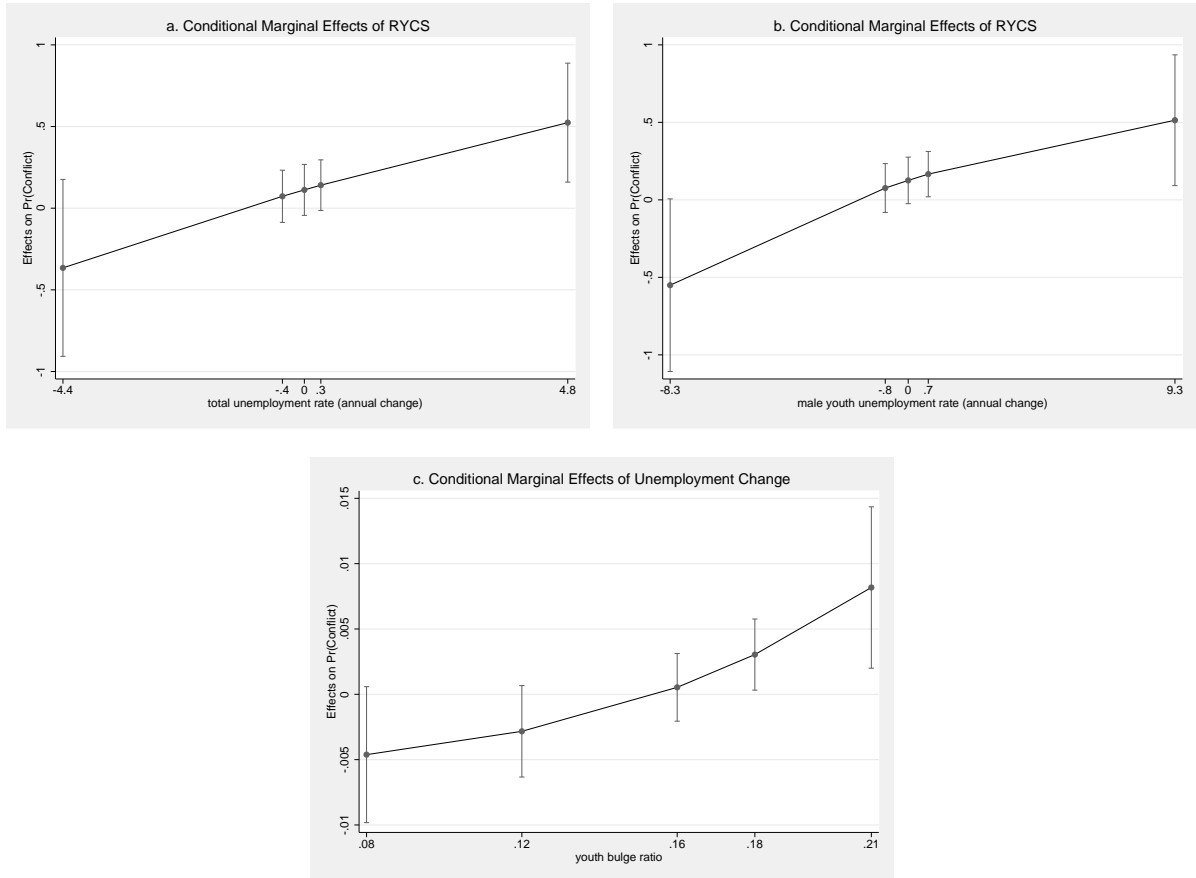 a. Conditional Marginal Effects of RYCS
Effects on Pr(Conflict)
1
.5
0
-.5
-1
-4.4 -.4 0 .3 4.8
total unemployment rate (annual change)
b. Conditional Marginal Effects of RYCS
Effects on Pr(Conflict)
1
.5
0
-.5
-1
-8.3 -.8 0 .7 9.3
male youth unemployment rate (annual change)
c. Conditional Marginal Effects of Unemployment Change
Effects on Pr(Conflict)
.015
.01
.005
0
-.005
-.01
.08 .12 .16 .18 .21
youth bulge ratio